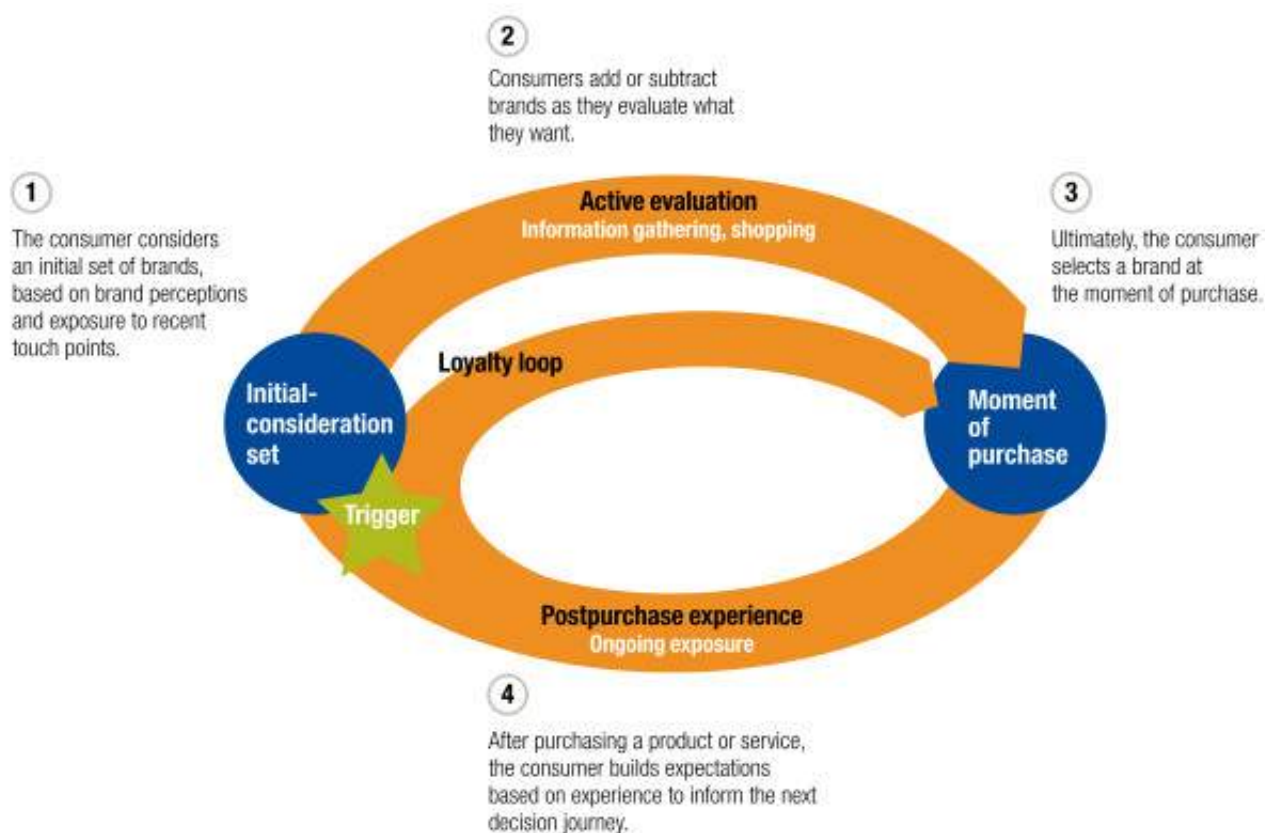 1
The consumer considers
an initial set of brands,
based on brand perceptions
and exposure to recent
touch points.
2
Consumers add or subtract
brands as they evaluate what
they want.
3
Ultimately, the consumer
selects a brand at
the moment of purchase.
Active evaluation
Information gathering, shopping
Loyalty loop
Initial-
consideration
set
Trigger
Moment
of
purchase
Postpurchase experience
Ongoing exposure
4
After purchasing a product or service,
the consumer builds expectations
based on experience to inform the next
decision journey.